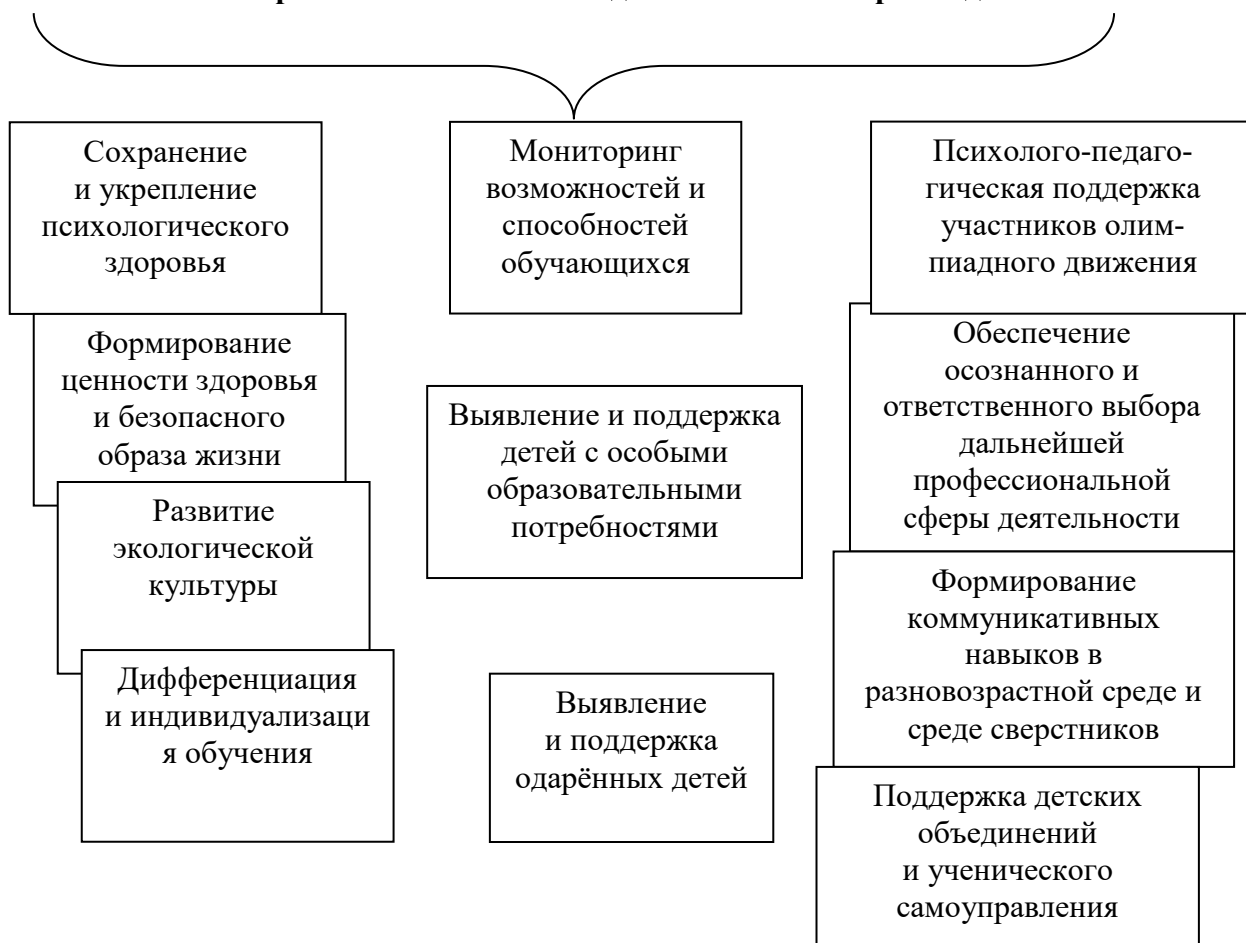 Сохранение
и укрепление
психологического
здоровья
Формирование
ценности здоровья
и безопасного
образа жизни
Развитие
экологической
культуры
Дифференциация
и индивидуализаци
я обучения
Мониторинг
возможностей и
способностей
обучающихся
Выявление и поддержка
детей с особыми
образовательными
потребностями
Выявление
и поддержка
одарённых детей
Психолого-педаго-
гическая поддержка
участников олим-
пиадного движения
Обеспечение
осознанного и
ответственного выбора
дальнейшей
профессиональной
сферы деятельности
Формирование
коммуникативных
навыков в
разновозрастной среде и
среде сверстников
Поддержка детских
объединений
и ученического
самоуправления